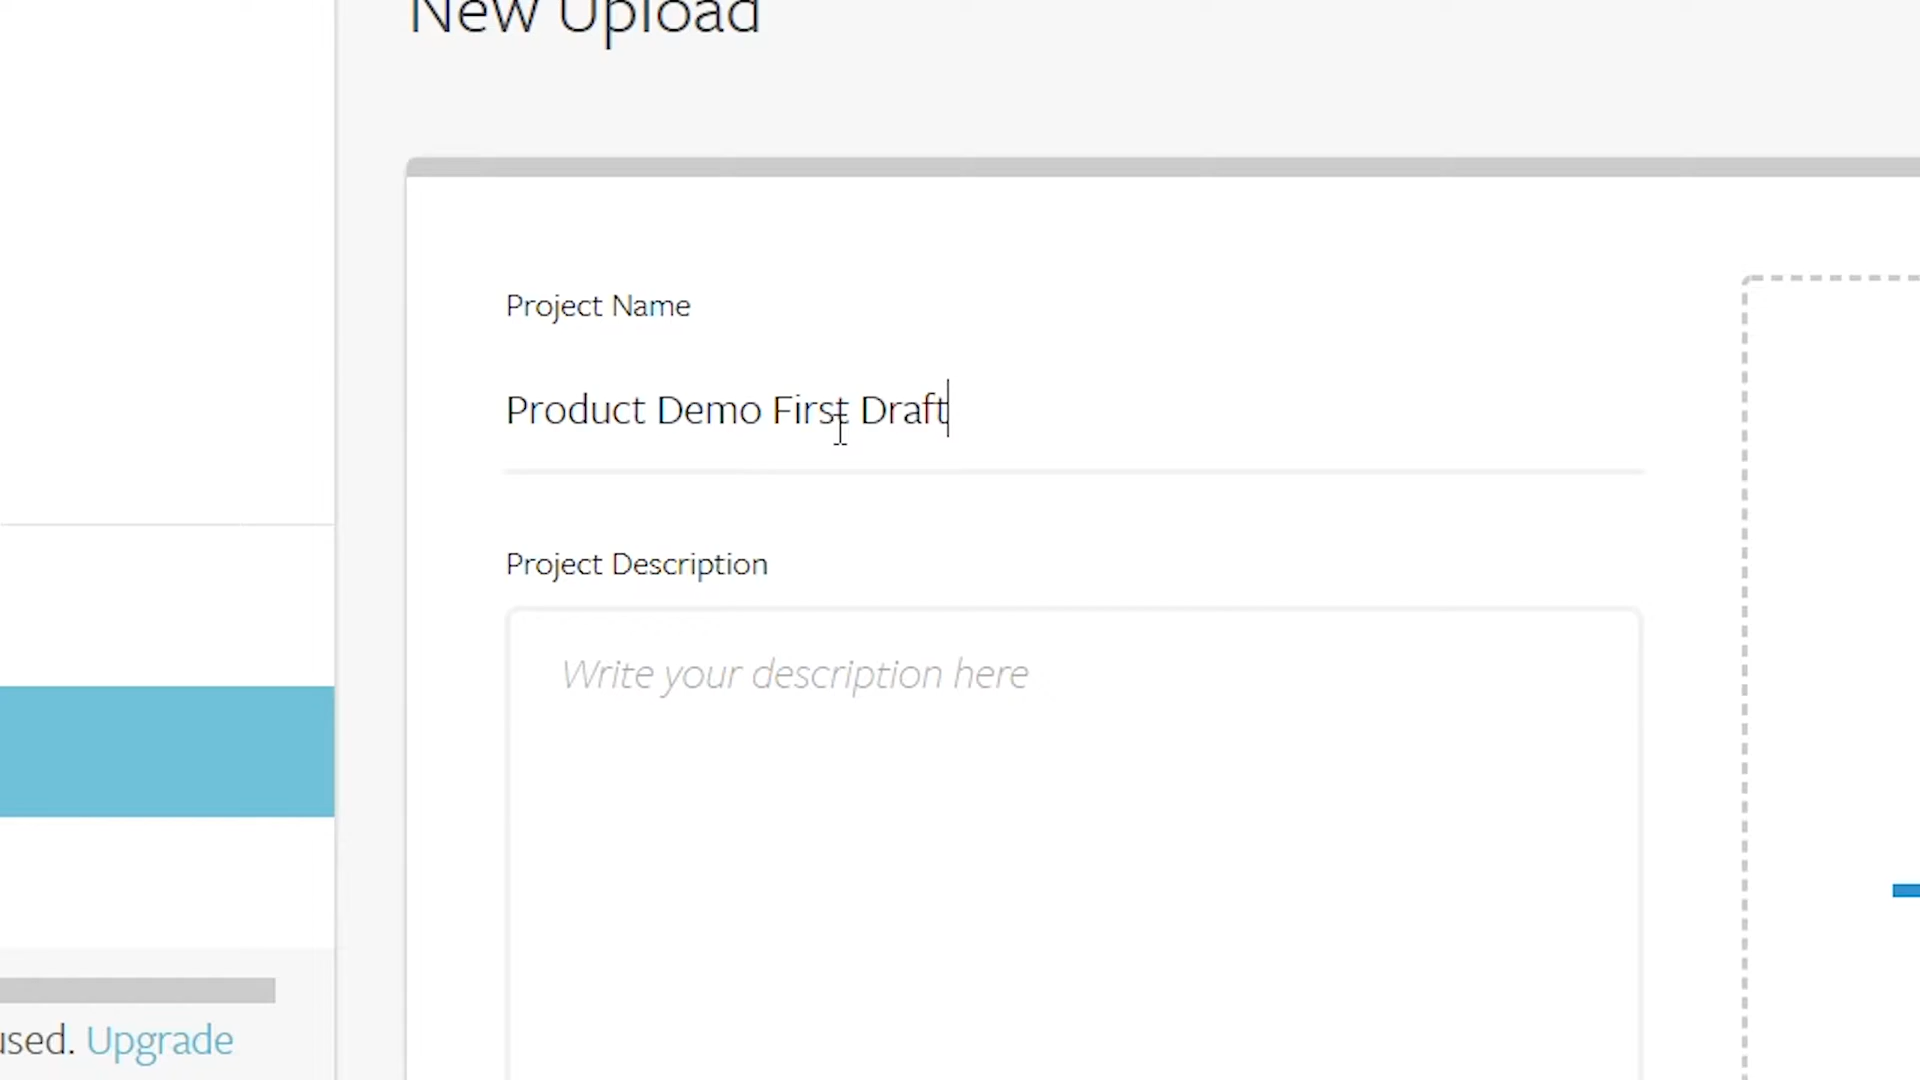 New Upload
Project Name
Product Demo First Draft
Project Description
Write your description here
used. Upgrade